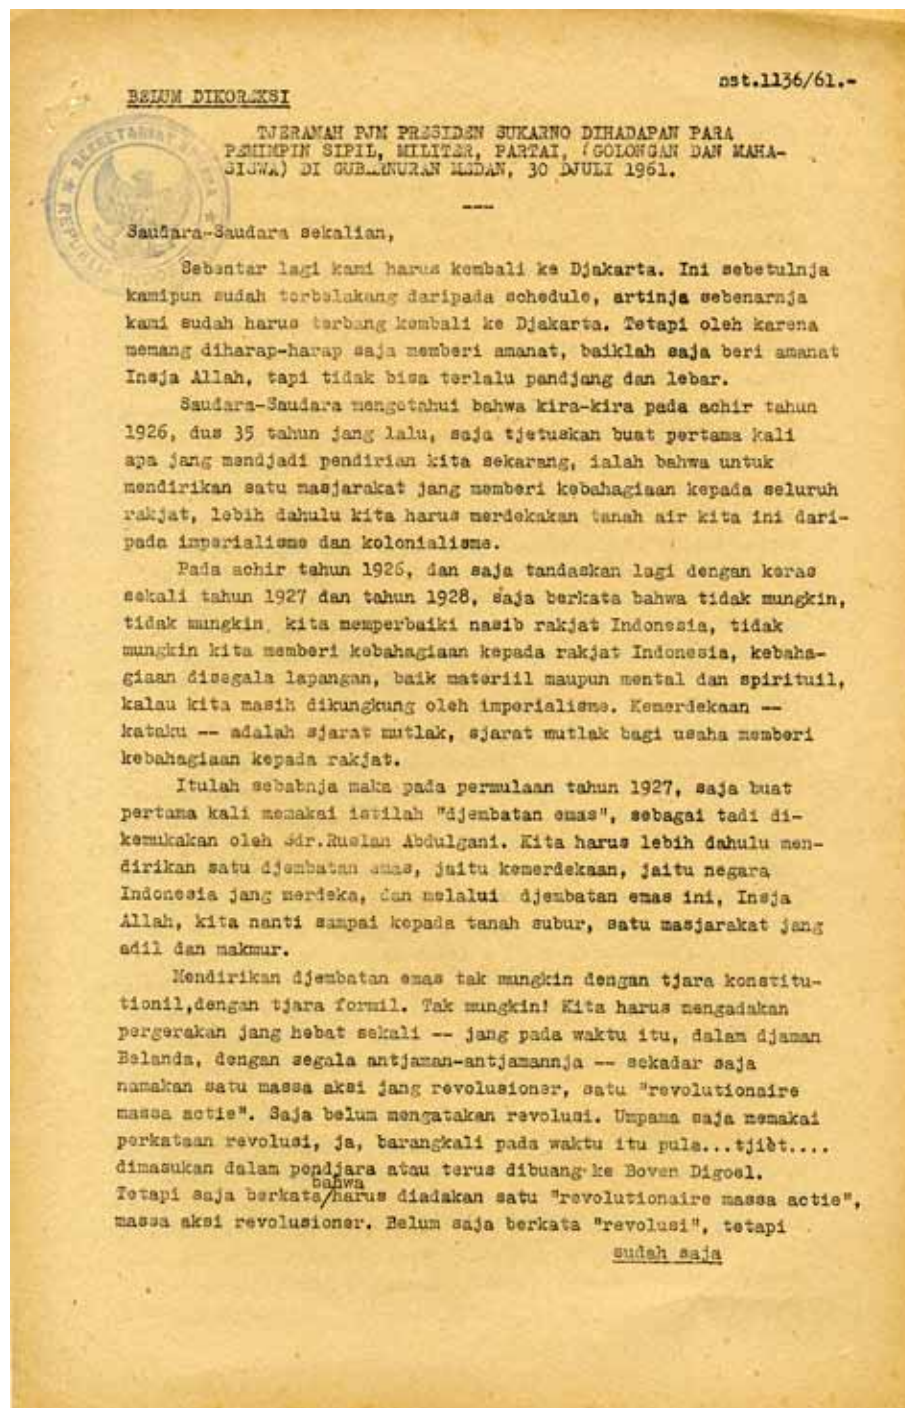 nst.1136/61.-
BELUM DIKOREKSI
TJERAMAH PJM PRESIDEN SUKARNO DIHADAPAN PARA
PEMIMPIN SIPIL, MILITER, PARTAI, (GOLONGAN DAN MAHA-
SISWA) DI GUBERNURAN MEDAN, 30 DJULI 1961.
Saudara-Saudara sekalian,
Sebentar lagi kami harus kembali ke Djakarta. Ini sebetulnja
kamipun sudah terbelakang daripada schedule, artinja sebenarnja
kami sudah harus terbang kembali ke Djakarta. Tetapi oleh karena
memang diharap-harap saja memberi amanat, baiklah saja beri amanat
Insja Allah, tapi tidak bisa terlalu pandjang dan lebar.
Saudara-Saudara mengetahui bahwa kira-kira pada achir tahun
1926, dus 35 tahun jang lalu, saja tjetuskan buat pertama kali
apa jang mendjadi pendirian kita sekarang, ialah bahwa untuk
mendirikan satu masjarakat jang memberi kebahagiaan kepada seluruh
rakjat, lebih dahulu kita harus merdekakan tanah air kita ini dari-
pada imperialisme dan kolonialisme.
Pada achir tahun 1926, dan saja tandaskan lagi dengan keras
sekali tahun 1927 dan tahun 1928, saja berkata bahwa tidak mungkin,
tidak mungkin kita memperbaiki nasib rakjat Indonesia, tidak
mungkin kita memberi kebahagiaan kepada rakjat Indonesia, kebaha-
giaan disegala lapangan, baik materiil maupun mental dan spirituil,
kalau kita masih dikungkung oleh imperialisme. Kemerdekaan --
kataku -- adalah sjarat mutlak, sjarat mutlak bagi usaha memberi
kebahagiaan kepada rakjat.
Itulah sebabnja maka pada permulaan tahun 1927, saja buat
pertama kali memakai istilah "djembatan emas", sebagai tadi di-
kemukakan oleh Sdr.Ruslan Abdulgani. Kita harus lebih dahulu men-
dirikan satu djembatan emas, jaitu kemerdekaan, jaitu negara
Indonesia jang merdeka, dan melalui djembatan emas ini, Insja
Allah, kita nanti sampai kepada tanah subur, satu masjarakat jang
adil dan makmur.
Mendirikan djembatan emas tak mungkin dengan tjara konstitu-
tionil,dengan tjara formil. Tak mungkin! Kita harus mengadakan
pergerakan jang hebat sekali -- jang pada waktu itu, dalam djaman
Belanda, dengan segala antjaman-antjamannja -- sekadar saja
namakan satu massa aksi jang revolusioner, satu "revolutionaire
massa actie". Saja belum mengatakan revolusi. Umpama saja memakai
perkataan revolusi, ja, barangkali pada waktu itu pula...tjièt....
dimasukan dalam pendjara atau terus dibuang ke Boven Digoel.
bahwa
Tetapi saja berkata/harus diadakan satu "revolutionaire massa actie",
massa aksi revolusioner. Belum saja berkata "revolusi", tetapi
sudah saja